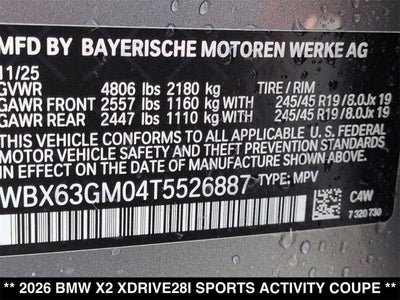 MFD BY BAYERISCHE MOTOREN WERKE AG
11/25
GVWR 4806 lbs 2180 kg TIRE / RIM
GAWR FRONT 2557 lbs 1160 kg WITH 245/45 R19 / 8.0Jx 19
GAWR REAR 2447 lbs 1110 kg WITH 245/45 R19 / 8.0Jx 19
THIS VEHICLE CONFORMS TO ALL APPLICABLE U.S. FEDERAL
MOTOR VEHICLE SAFETY, BUMPER AND THEFT PREVENTION STANDARDS
IN EFFECT ON THE DATE OF MANUFACTURE SHOWN ABOVE.
WBX63GM04T5526887 TYPE: MPV
C4W
7 320 730
** 2026 BMW X2 XDRIVE28I SPORTS ACTIVITY COUPE **